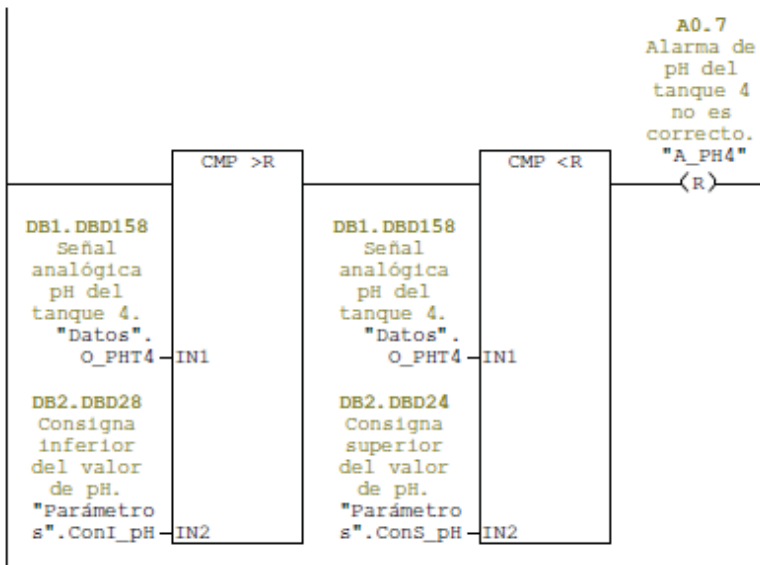 A0.7
Alarma de
pH del
tanque 4
no es
correcto.
"A_PH4"
R
CMP >R
DB1.DBD158
Señal
analógica
pH del
tanque 4.
"Datos".
O_PHT4
IN1
DB2.DBD28
Consigna
inferior
del valor
de pH.
"Parámetro
s".ConI_pH
IN2
CMP <R
DB1.DBD158
Señal
analógica
pH del
tanque 4.
"Datos".
O_PHT4
IN1
DB2.DBD24
Consigna
superior
del valor
de pH.
"Parámetro
s".ConS_pH
IN2